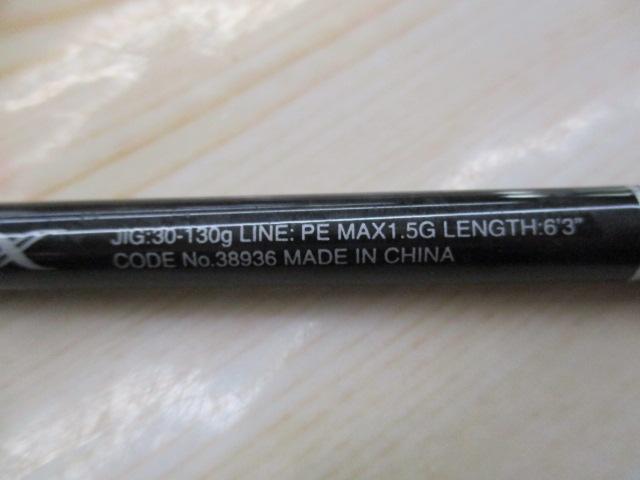 X
JIG:30-130g LINE: PE MAX1.5G LENGTH:6'3"
CODE No.38936 MADE IN CHINA